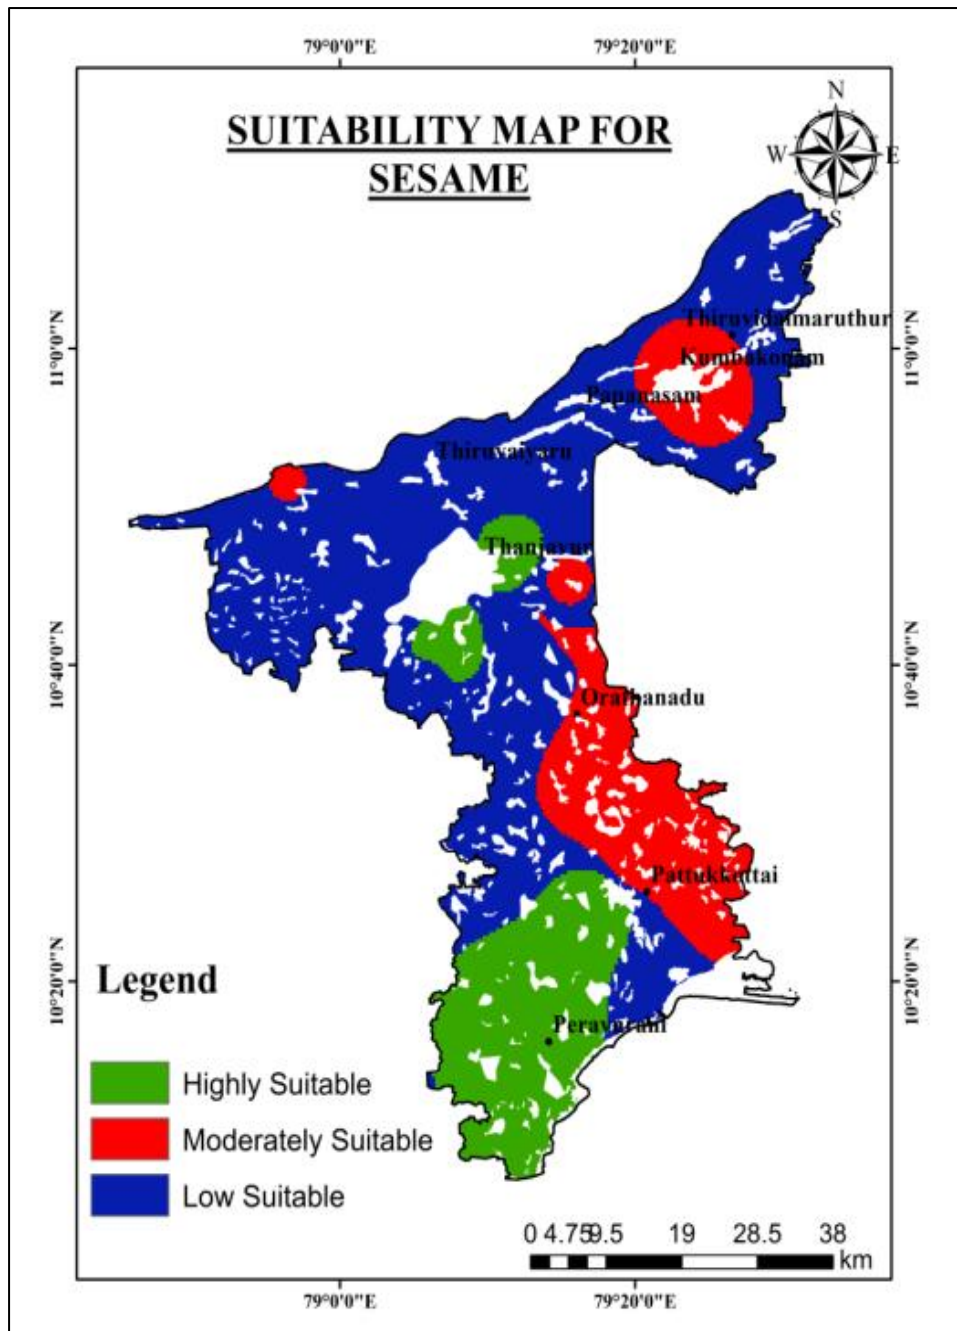 79°0'0"E 79°20'0"E
SUITABILITY MAP FOR
SESAME
N
W E
S
11°0'0"N 11°0'0"N
Thiruvidaimaruthur
Kumbakonam
Papanasam
Thiruvaiyaru
Thanjavur
10°40'0"N 10°40'0"N
Orathanadu
Pattukkottai
10°20'0"N 10°20'0"N
Legend
Peravurani
Highly Suitable
Moderately Suitable
Low Suitable
0 4.75 9.5 19 28.5 38
km
79°0'0"E 79°20'0"E